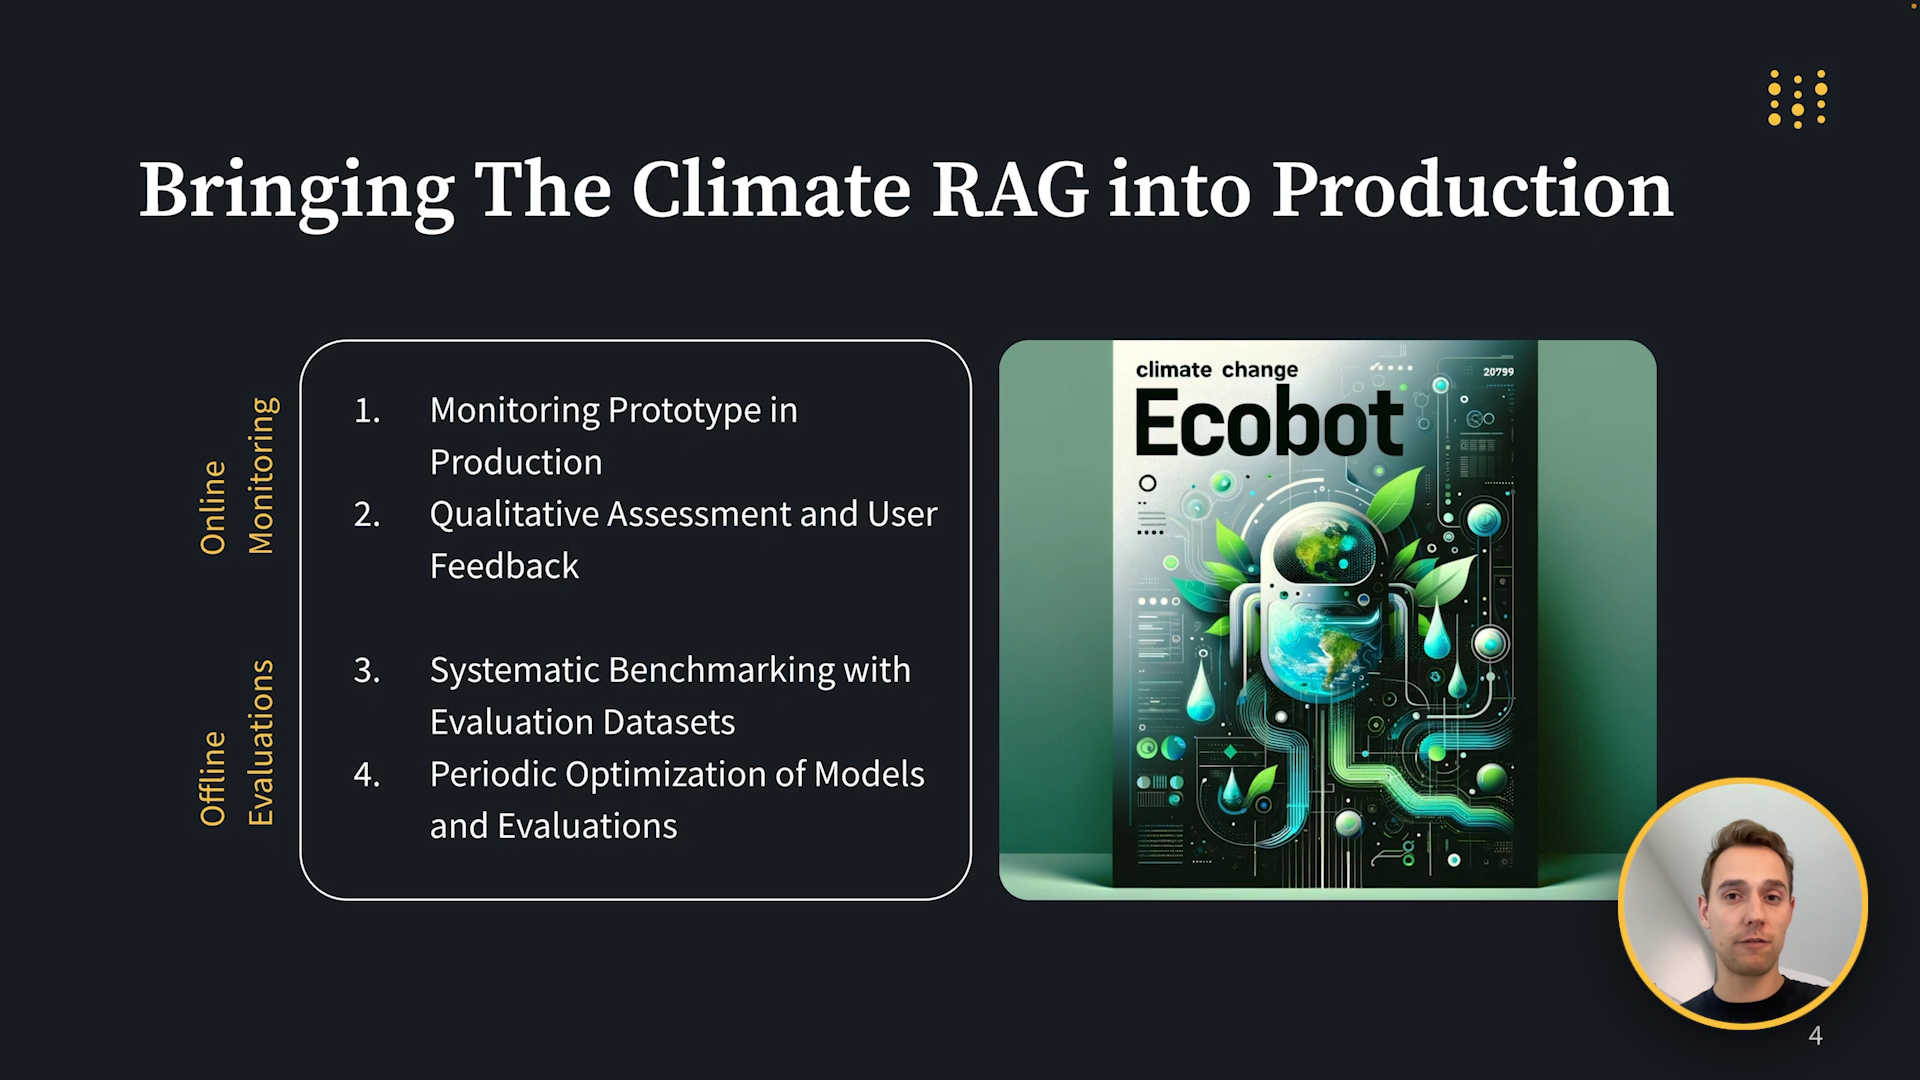 Bringing The Climate RAG into Production
Online
Monitoring
1. Monitoring Prototype in
Production
2. Qualitative Assessment and User
Feedback
Offline
Evaluations
3. Systematic Benchmarking with
Evaluation Datasets
4. Periodic Optimization of Models
and Evaluations
climate change
20799
Ecobot
4